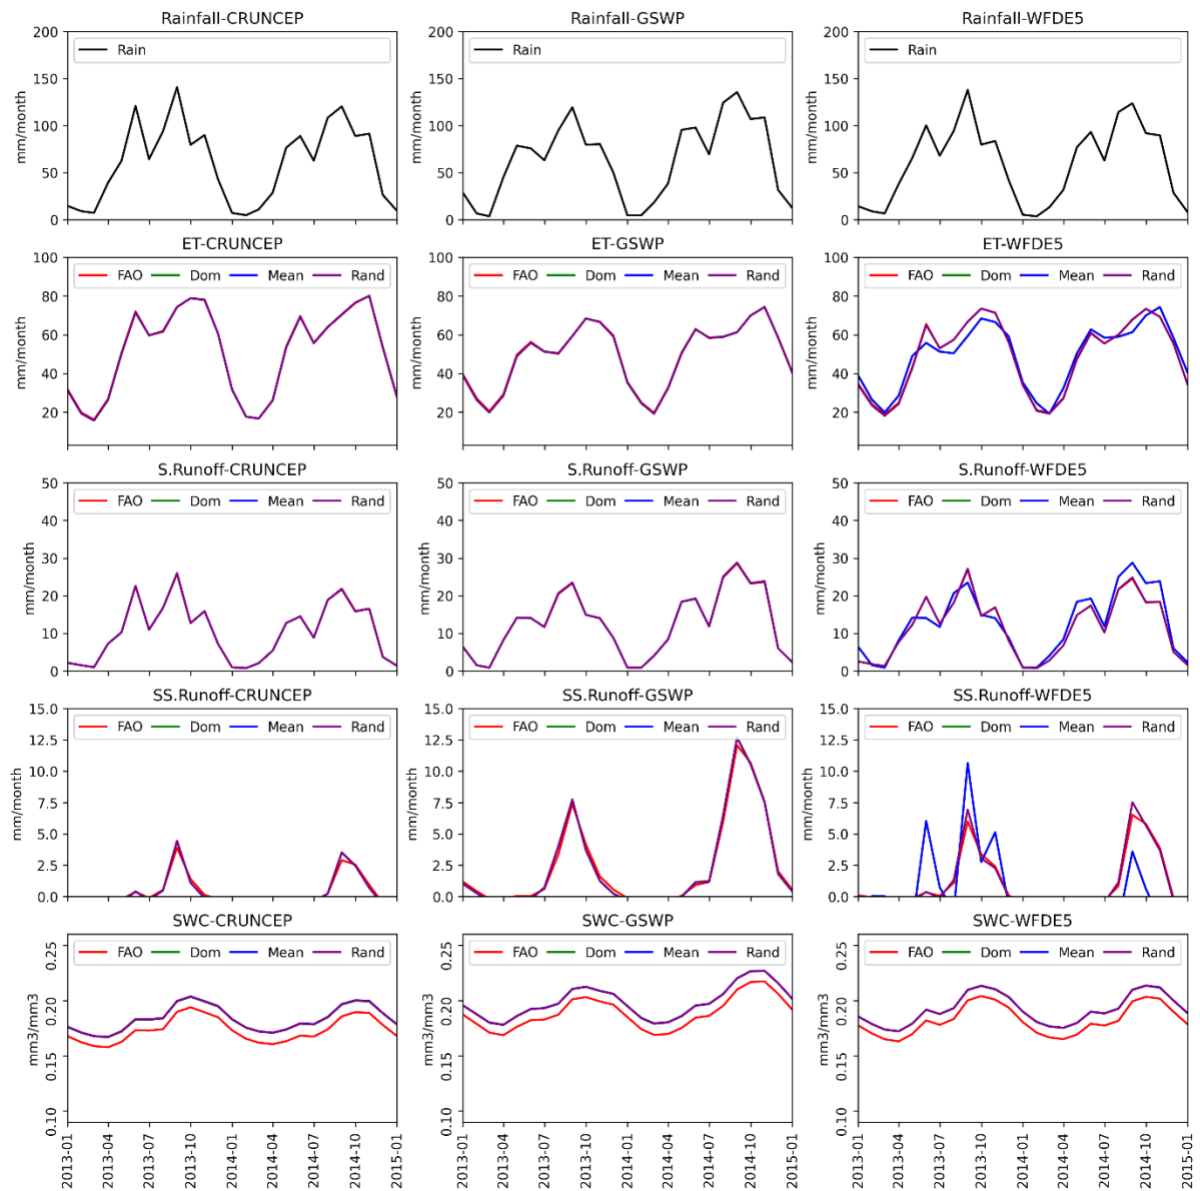 Rainfall-CRUNCEP Rainfall-GSWP Rainfall-WFDE5
200 200 200
Rain Rain Rain
150 150 150
100 100 100
50 50 50
0 0 0
mm/month mm/month mm/month
ET-CRUNCEP ET-GSWP ET-WFDE5
100 100 100
FAO Dom Mean Rand FAO Dom Mean Rand FAO Dom Mean Rand
80 80 80
60 60 60
40 40 40
20 20 20
S.Runoff-CRUNCEP S.Runoff-GSWP S.Runoff-WFDE5
50 50 50
FAO Dom Mean Rand FAO Dom Mean Rand FAO Dom Mean Rand
40 40 40
30 30 30
20 20 20
10 10 10
0 0 0
mm/month mm/month mm/month
SS.Runoff-CRUNCEP SS.Runoff-GSWP SS.Runoff-WFDE5
15.0 15.0 15.0
FAO Dom Mean Rand FAO Dom Mean Rand FAO Dom Mean Rand
12.5 12.5 12.5
10.0 10.0 10.0
7.5 7.5 7.5
5.0 5.0 5.0
2.5 2.5 2.5
0.0 0.0 0.0
mm/month mm/month mm/month
SWC-CRUNCEP SWC-GSWP SWC-WFDE5
FAO Dom Mean Rand FAO Dom Mean Rand FAO Dom Mean Rand
0.25 0.25 0.25
0.20 0.20 0.20
0.15 0.15 0.15
0.10 0.10 0.10
mm3/mm3 mm3/mm3 mm3/mm3
2013-01 2013-04 2013-07 2013-10 2014-01 2014-04 2014-07 2014-10 2015-01 2013-01 2013-04 2013-07 2013-10 2014-01 2014-04 2014-07 2014-10 2015-01 2013-01 2013-04 2013-07 2013-10 2014-01 2014-04 2014-07 2014-10 2015-01